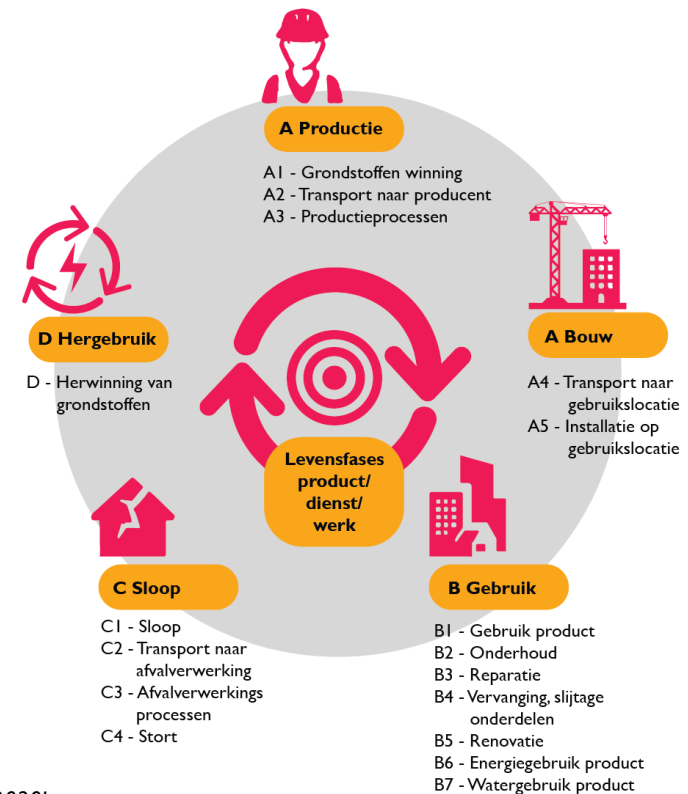 A Productie
A1 - Grondstoffen winning
A2 - Transport naar producent
A3 - Productieprocessen
A Bouw
A4 - Transport naar
gebruikslocatie
A5 - Installatie op
gebruikslocatie
D Hergebruik
D - Herwinning van
grondstoffen
Levensfases
product/
dienst/
werk
C Sloop
C1 - Sloop
C2 - Transport naar
afvalverwerking
C3 - Afvalverwerkings
processen
C4 - Stort
B Gebruik
B1 - Gebruik product
B2 - Onderhoud
B3 - Reparatie
B4 - Vervanging, slijtage
onderdelen
B5 - Renovatie
B6 - Energiegebruik product
B7 - Watergebruik product